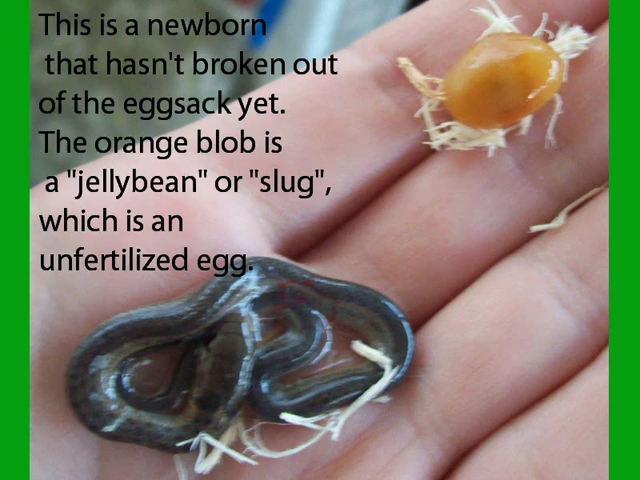 This is a newborn
that hasn't broken out
of the eggsack yet.
The orange blob is
a "jellybean" or "slug",
which is an
unfertilized egg.